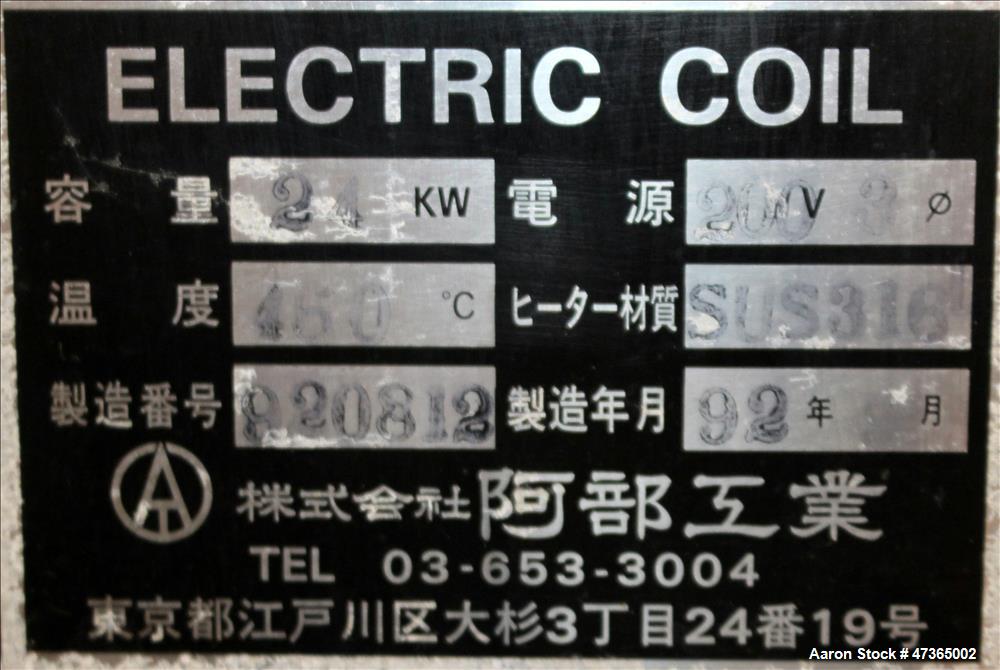 ELECTRIC COIL
容量 24 KW 電源 200 V 3 ø
温度 450 °C ヒーター材質 SUS316
製造番号 920812 製造年月 92 年 月
株式会社 阿部工業
TEL 03-653-3004
東京都江戸川区大杉3丁目24番19号
Aaron Stock # 47365002